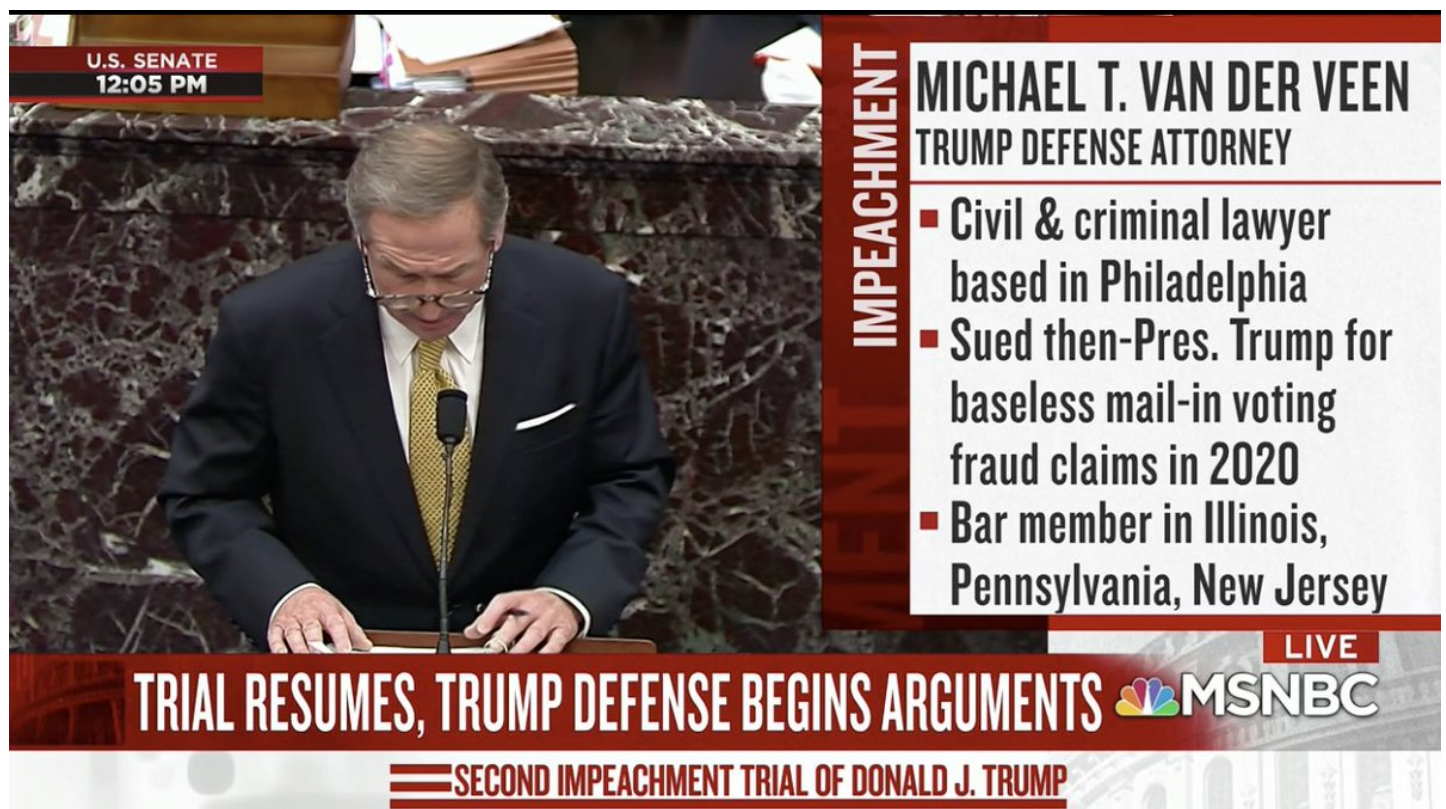 U.S. SENATE
12:05 PM
IMPEACHMENT
MICHAEL T. VAN DER VEEN
TRUMP DEFENSE ATTORNEY
Civil & criminal lawyer
based in Philadelphia
Sued then-Pres. Trump for
baseless mail-in voting
fraud claims in 2020
Bar member in Illinois,
Pennsylvania, New Jersey
LIVE
TRIAL RESUMES, TRUMP DEFENSE BEGINS ARGUMENTS
MSNBC
SECOND IMPEACHMENT TRIAL OF DONALD J. TRUMP